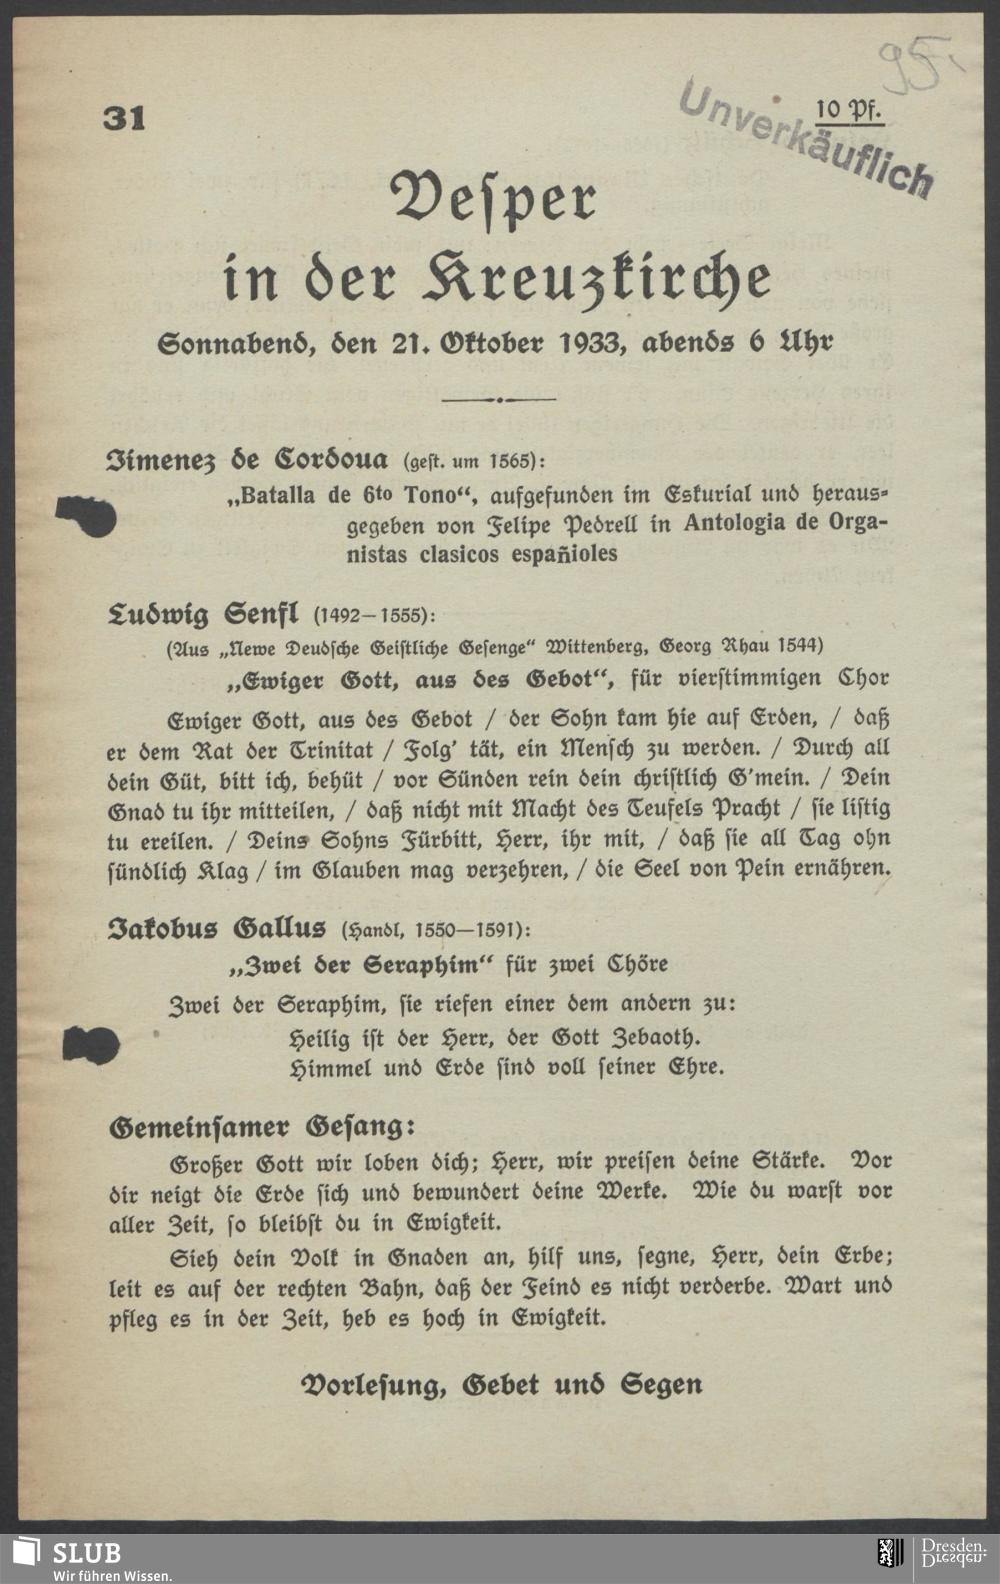 95.
31
10 Pf.
Unverkäuflich
Vesper
in der Kreuzkirche
Sonnabend, den 21. Oktober 1933, abends 6 Uhr
Jimenez de Cordoua (gest. um 1565):
„Batalla de 6to Tono“, aufgefunden im Eskurial und heraus-
gegeben von Felipe Pedrell in Antologia de Orga-
nistas clasicos españioles
Ludwig Senfl (1492—1555):
(Aus „Newe Deudsche Geistliche Gesenge“ Wittenberg, Georg Rhau 1544)
„Ewiger Gott, aus des Gebot“, für vierstimmigen Chor
Ewiger Gott, aus des Gebot / der Sohn kam hie auf Erden, / daß
er dem Rat der Trinitat / Folg’ tät, ein Mensch zu werden. / Durch all
dein Güt, bitt ich, behüt / vor Sünden rein dein christlich G’mein. / Dein
Gnad tu ihr mitteilen, / daß nicht mit Macht des Teufels Pracht / sie listig
tu ereilen. / Deins Sohns Fürbitt, Herr, ihr mit, / daß sie all Tag ohn
sündlich Klag / im Glauben mag verzehren, / die Seel von Pein ernähren.
Jakobus Gallus (Handl, 1550—1591):
„Zwei der Seraphim“ für zwei Chöre
Zwei der Seraphim, sie riefen einer dem andern zu:
Heilig ist der Herr, der Gott Zebaoth.
Himmel und Erde sind voll seiner Ehre.
Gemeinsamer Gesang:
Großer Gott wir loben dich; Herr, wir preisen deine Stärke. Vor
dir neigt die Erde sich und bewundert deine Werke. Wie du warst vor
aller Zeit, so bleibst du in Ewigkeit.
Sieh dein Volk in Gnaden an, hilf uns, segne, Herr, dein Erbe;
leit es auf der rechten Bahn, daß der Feind es nicht verderbe. Wart und
pfleg es in der Zeit, heb es hoch in Ewigkeit.
Vorlesung, Gebet und Segen
SLUB
Wir führen Wissen.
Dresden.
Dresden.